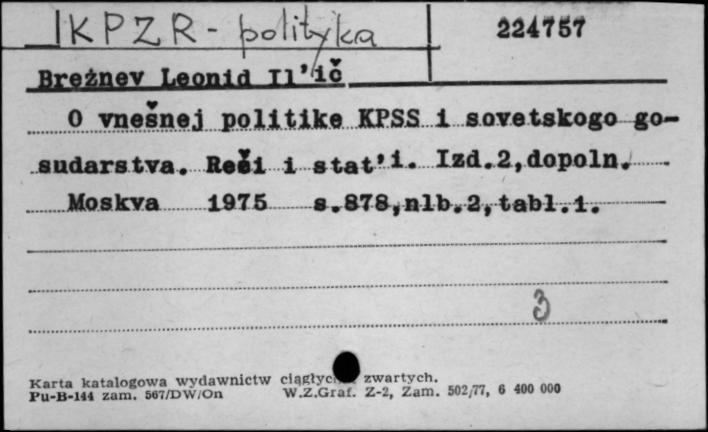 KPZR - polityka
224757
Breżnev Leonid Il'ič
O vnešnej politike KPSS i sovetskogo go-
sudarstva. Reči i stat'i. Izd.2,dopoln.
Moskva 1975 s.878,nlb.2,tabl.1.
3
Karta katalogowa wydawnictw ciągłych zwartych.
Pu-B-144 zam. 567/DW/On W.Z.Graf. Z-2, Zam. 502/77, 6 400 000